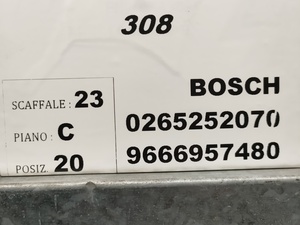 308
SCAFFALE : 23
PIANO : C
POSIZ. 20
BOSCH
0265252070
9666957480